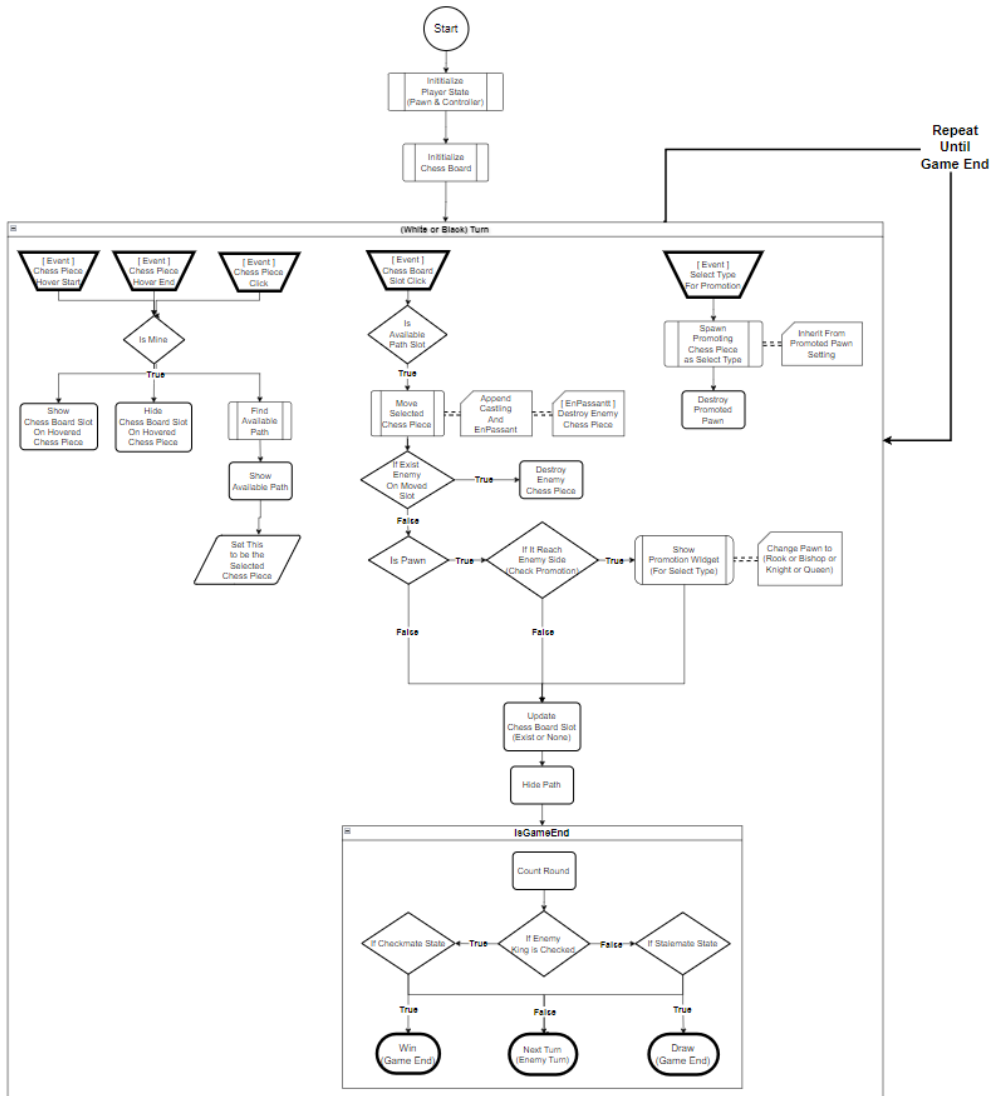 Start
Inititialize
Player State
(Pawn & Controller)
Inititialize
Chess Board
Repeat
Until
Game End
(White or Black) Turn
[ Event ]
Chess Piece
Hover Start
[ Event ]
Chess Piece
Hover End
[ Event ]
Chess Piece
Click
[ Event ]
Chess Board
Slot Click
[ Event ]
Select Type
For Promotion
Is Mine
True
Show
Chess Board Slot
On Hovered
Chess Piece
Hide
Chess Board Slot
On Hovered
Chess Piece
Find
Available
Path
Show
Available Path
Set This
to be the
Selected
Chess Piece
Is
Available
Path Slot
True
Move
Selected
Chess Piece
Append
Castling
And
EnPassant
[ EnPassantt ]
Destroy Enemy
Chess Piece
Spawn
Promoting
Chess Piece
as Select Type
Inherit From
Promoted Pawn
Setting
Destroy
Promoted
Pawn
If Exist
Enemy
On Moved
Slot
True
Destroy
Enemy
Chess Piece
False
Is Pawn
True
If It Reach
Enemy Side
(Check Promotion)
True
Show
Promotion Widget
(For Select Type)
Change Pawn to
(Rook or Bishop or
Knight or Queen)
False
False
Update
Chess Board Slot
(Exist or None)
Hide Path
IsGameEnd
Count Round
If Checkmate State
True
If Enemy
King is Checked
False
If Stalemate State
True
False
True
Win
(Game End)
Next Turn
(Enemy Turn)
Draw
(Game End)